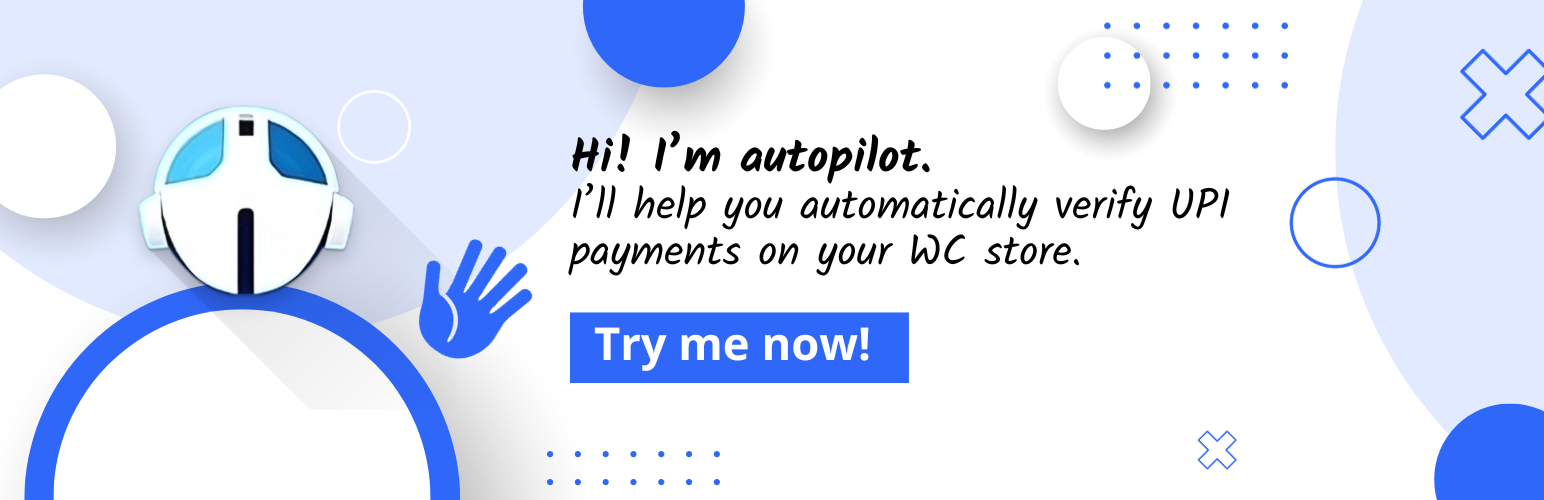 Hi! I'm autopilot.
I'll help you automatically verify UPI
payments on your WC store.
Try me now!